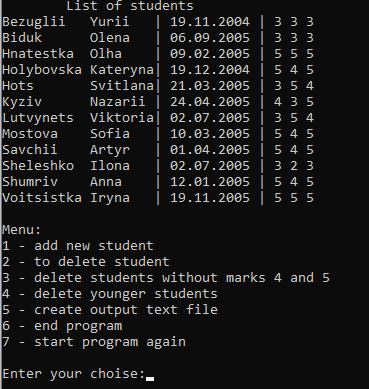 List of students
Bezuglii Yurii | 19.11.2004 | 3 3 3
Biduk Olena | 06.09.2005 | 3 3 3
Hnatestka Olha | 09.02.2005 | 5 5 5
Holybovska Kateryna| 19.12.2004 | 5 4 5
Hots Svitlana| 21.03.2005 | 3 5 4
Kyziv Nazarii | 24.04.2005 | 4 3 5
Lutvynets Viktoria| 02.07.2005 | 3 5 4
Mostova Sofia | 10.03.2005 | 5 4 5
Savchii Artyr | 01.04.2005 | 5 4 5
Sheleshko Ilona | 02.07.2005 | 3 2 3
Shumriv Anna | 12.01.2005 | 5 4 5
Voitsistka Iryna | 19.11.2005 | 5 5 5
Menu:
1 - add new student
2 - to delete student
3 - delete students without marks 4 and 5
4 - delete younger students
5 - create output text file
6 - end program
7 - start program again
Enter your choise: